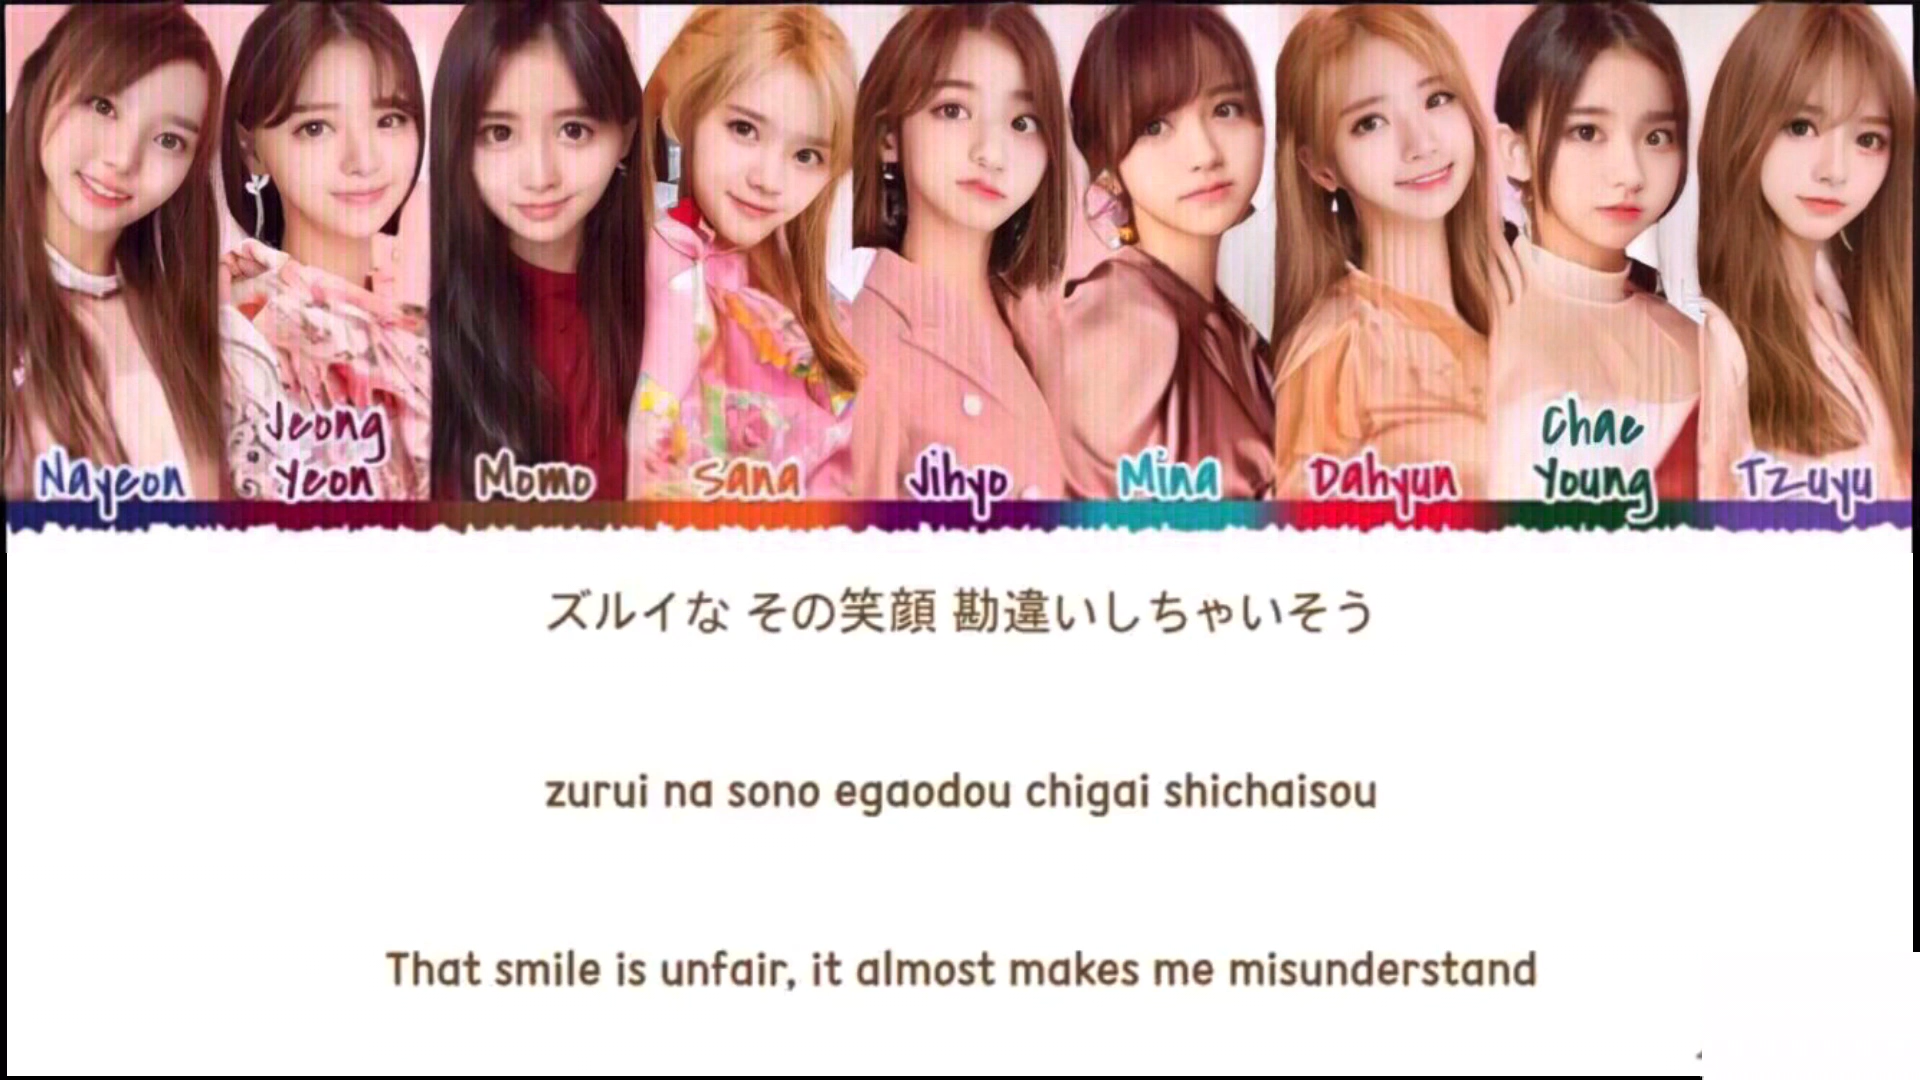 Nayeon
Jeong
Yeon
Momo
Sana
Jihyo
Mina
Dahyun
Chae
Young
Tzuyu
ズルイな その笑顔 勘違いしちゃいそう
zurui na sono egaodou chigai shichaisou
That smile is unfair, it almost makes me misunderstand